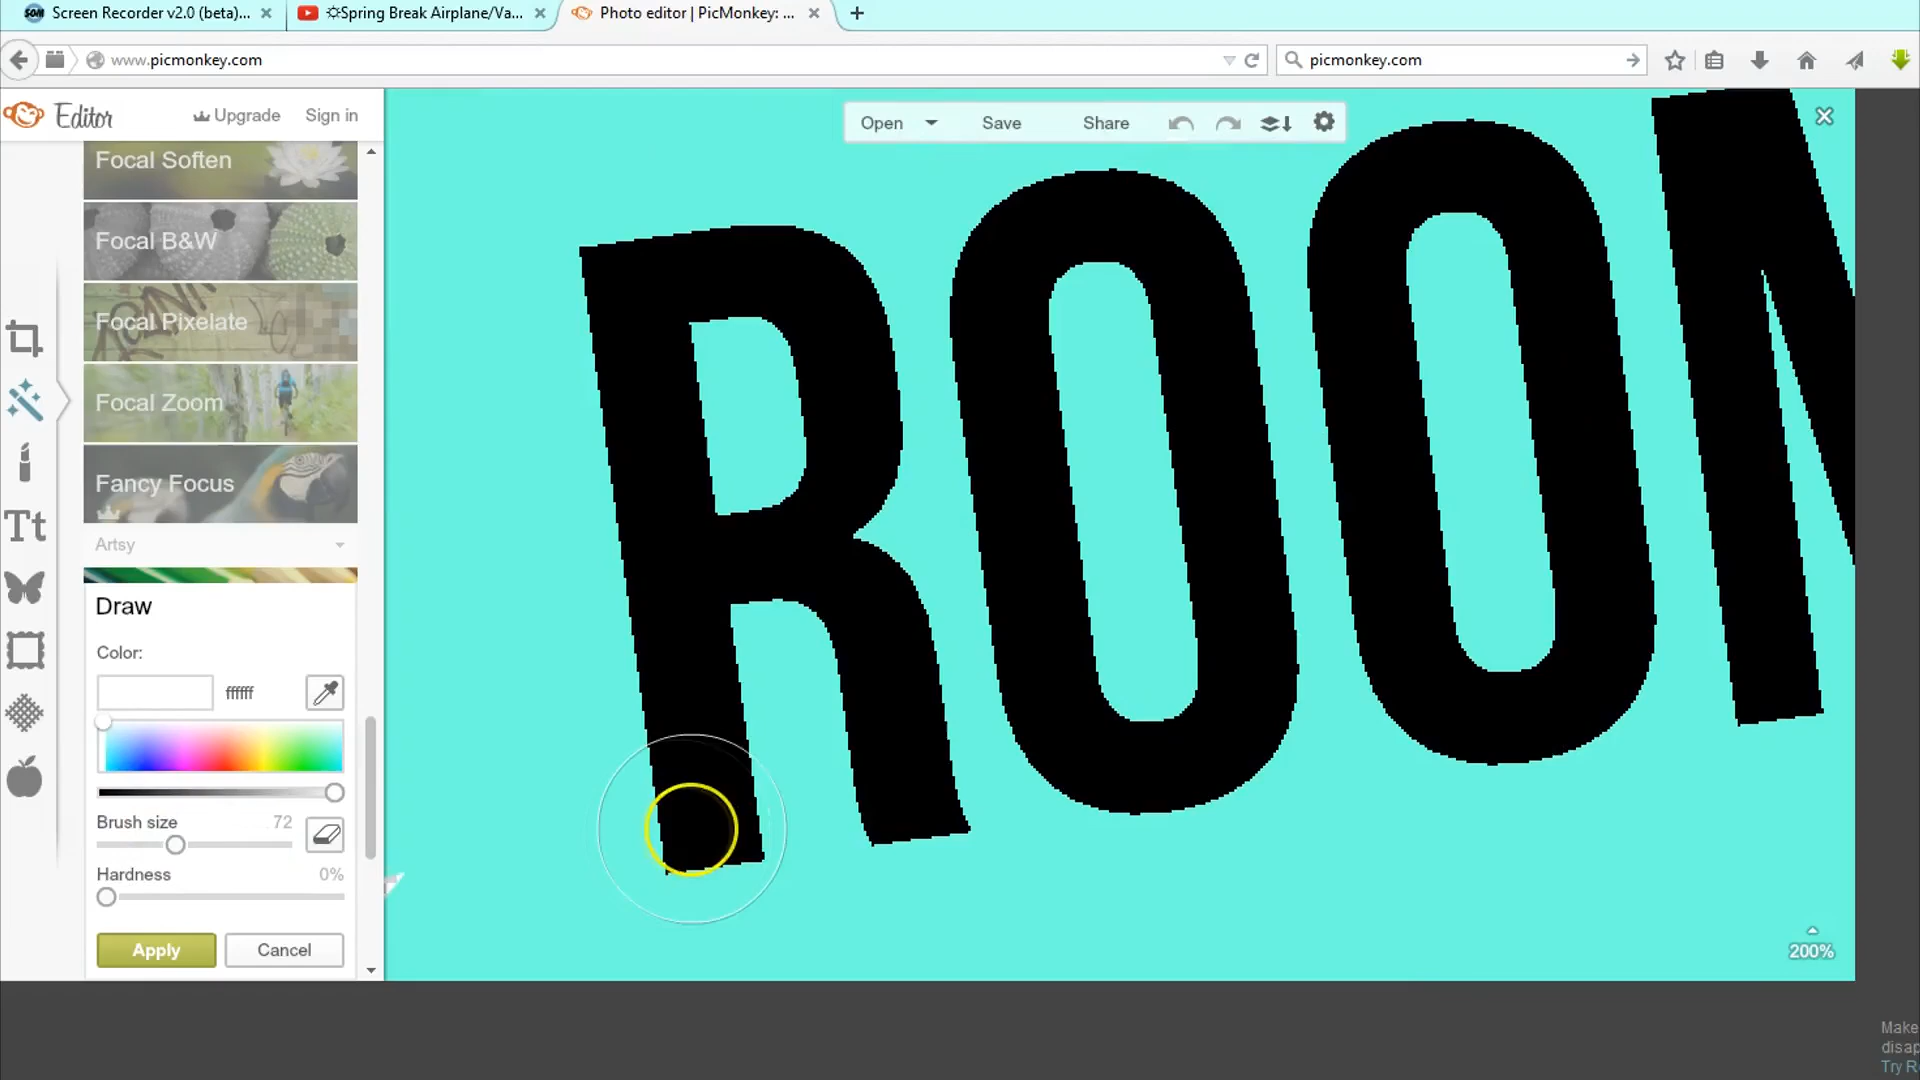 Screen Recorder v2.0 (beta)...
☼Spring Break Airplane/Va...
Photo editor | PicMonkey: ...
www.picmonkey.com
picmonkey.com
Editor
Upgrade
Sign in
Open
Save
Share
Focal Soften
Focal B&W
Focal Pixelate
Focal Zoom
Fancy Focus
Artsy
Draw
Color:
ffffff
Brush size
72
Hardness
0%
Apply
Cancel
Tt
ROOM
200%
Make
disap
Try R